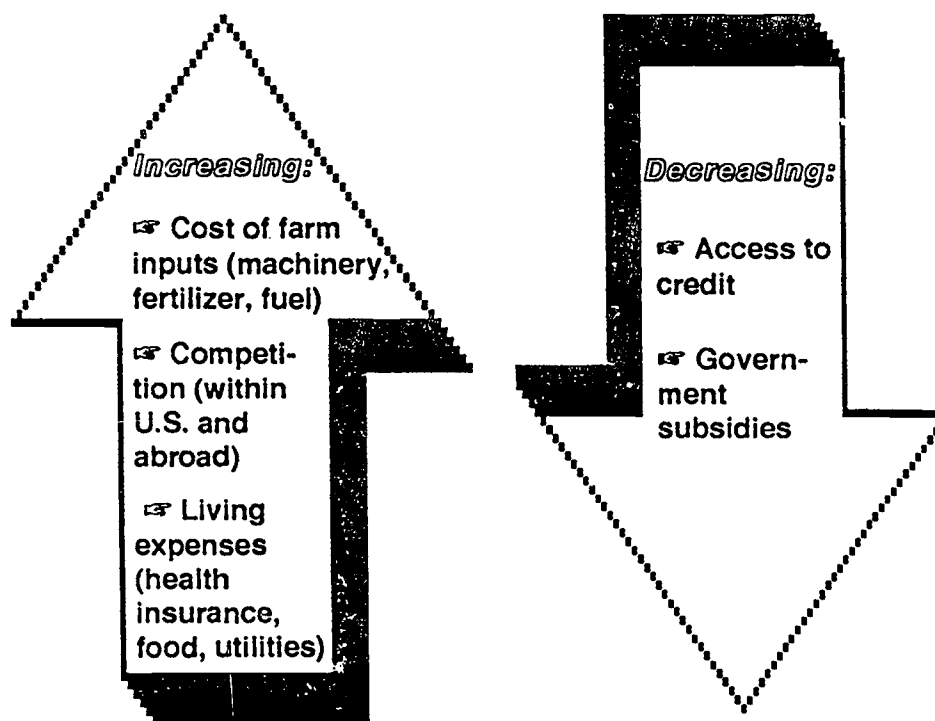 Increasing:
☞ Cost of farm
inputs (machinery,
fertilizer, fuel)
☞ Competi-
tion (within
U.S. and
abroad)
☞ Living
expenses
(health
insurance,
food, utilities)
Decreasing:
☞ Access to
credit
☞ Govern-
ment
subsidies